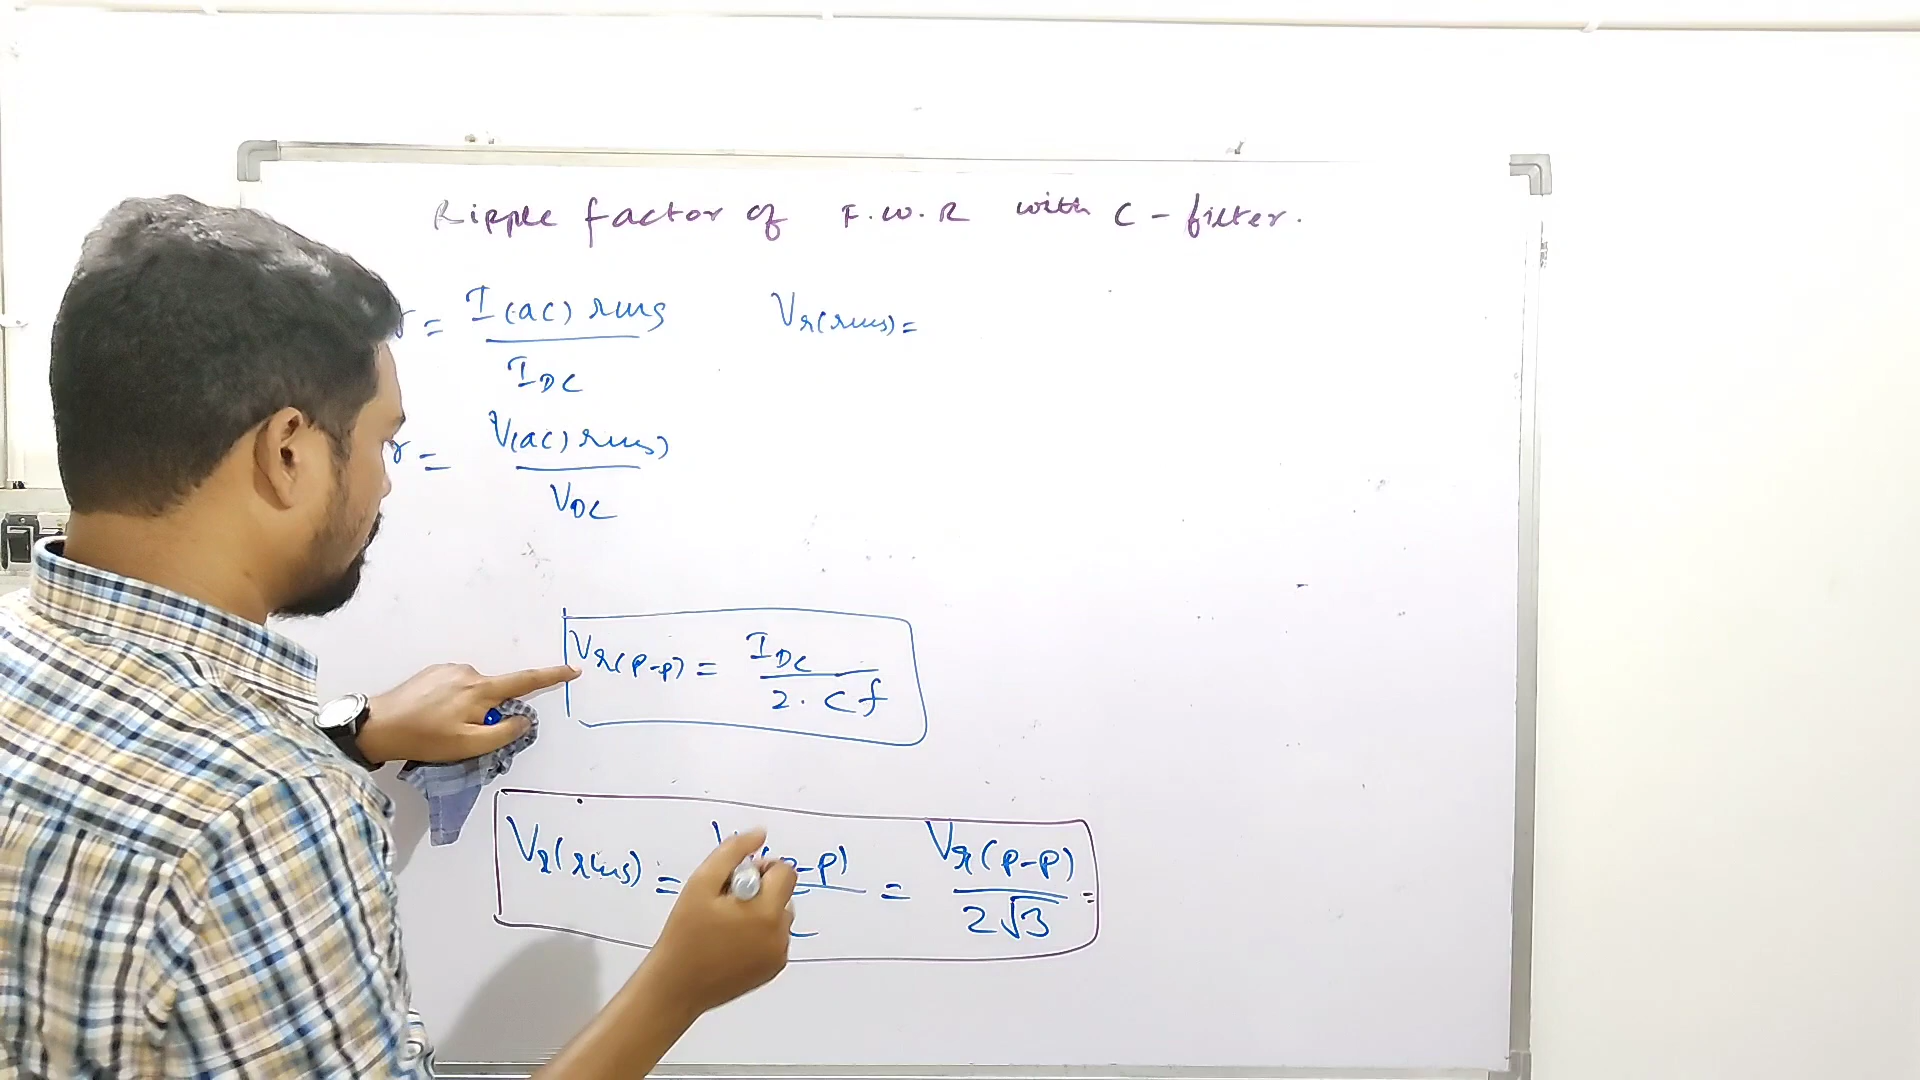 Ripple factor of F.W.R with C-filter.
r = I(ac) rms / IDC
Vr(rms) =
r = V(ac) rms) / VDC
Vr(p-p) = IDC / 2. C f
Vr(rms) = = Vr(p-p) / 2√3 =